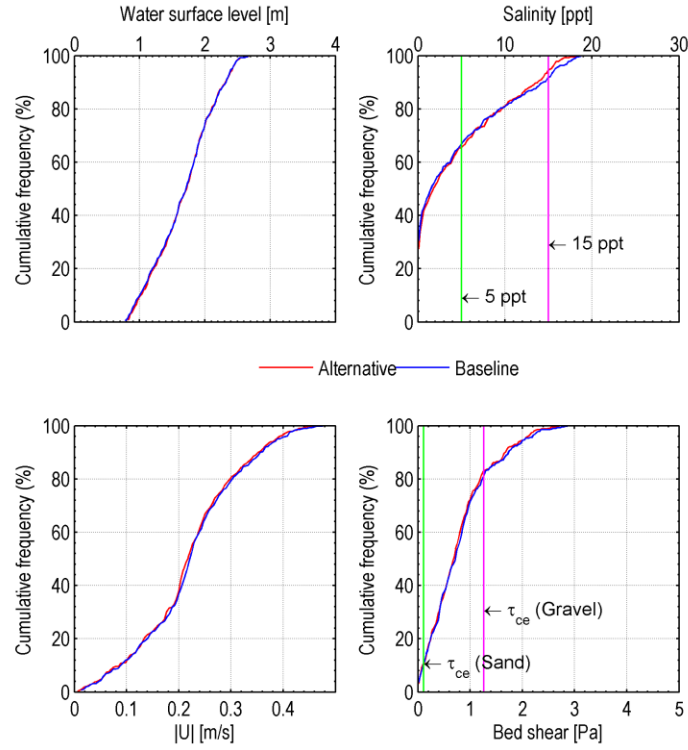 Water surface level [m]
0 1 2 3 4
Cumulative frequency (%)
100
80
60
40
20
0
Salinity [ppt]
0 10 20 30
Cumulative frequency (%)
100
80
60
40
20
0
← 15 ppt
← 5 ppt
Alternative Baseline
Cumulative frequency (%)
100
80
60
40
20
0
0 0.1 0.2 0.3 0.4
|U| [m/s]
Cumulative frequency (%)
100
80
60
40
20
0
← τce (Gravel)
← τce (Sand)
0 1 2 3 4 5
Bed shear [Pa]